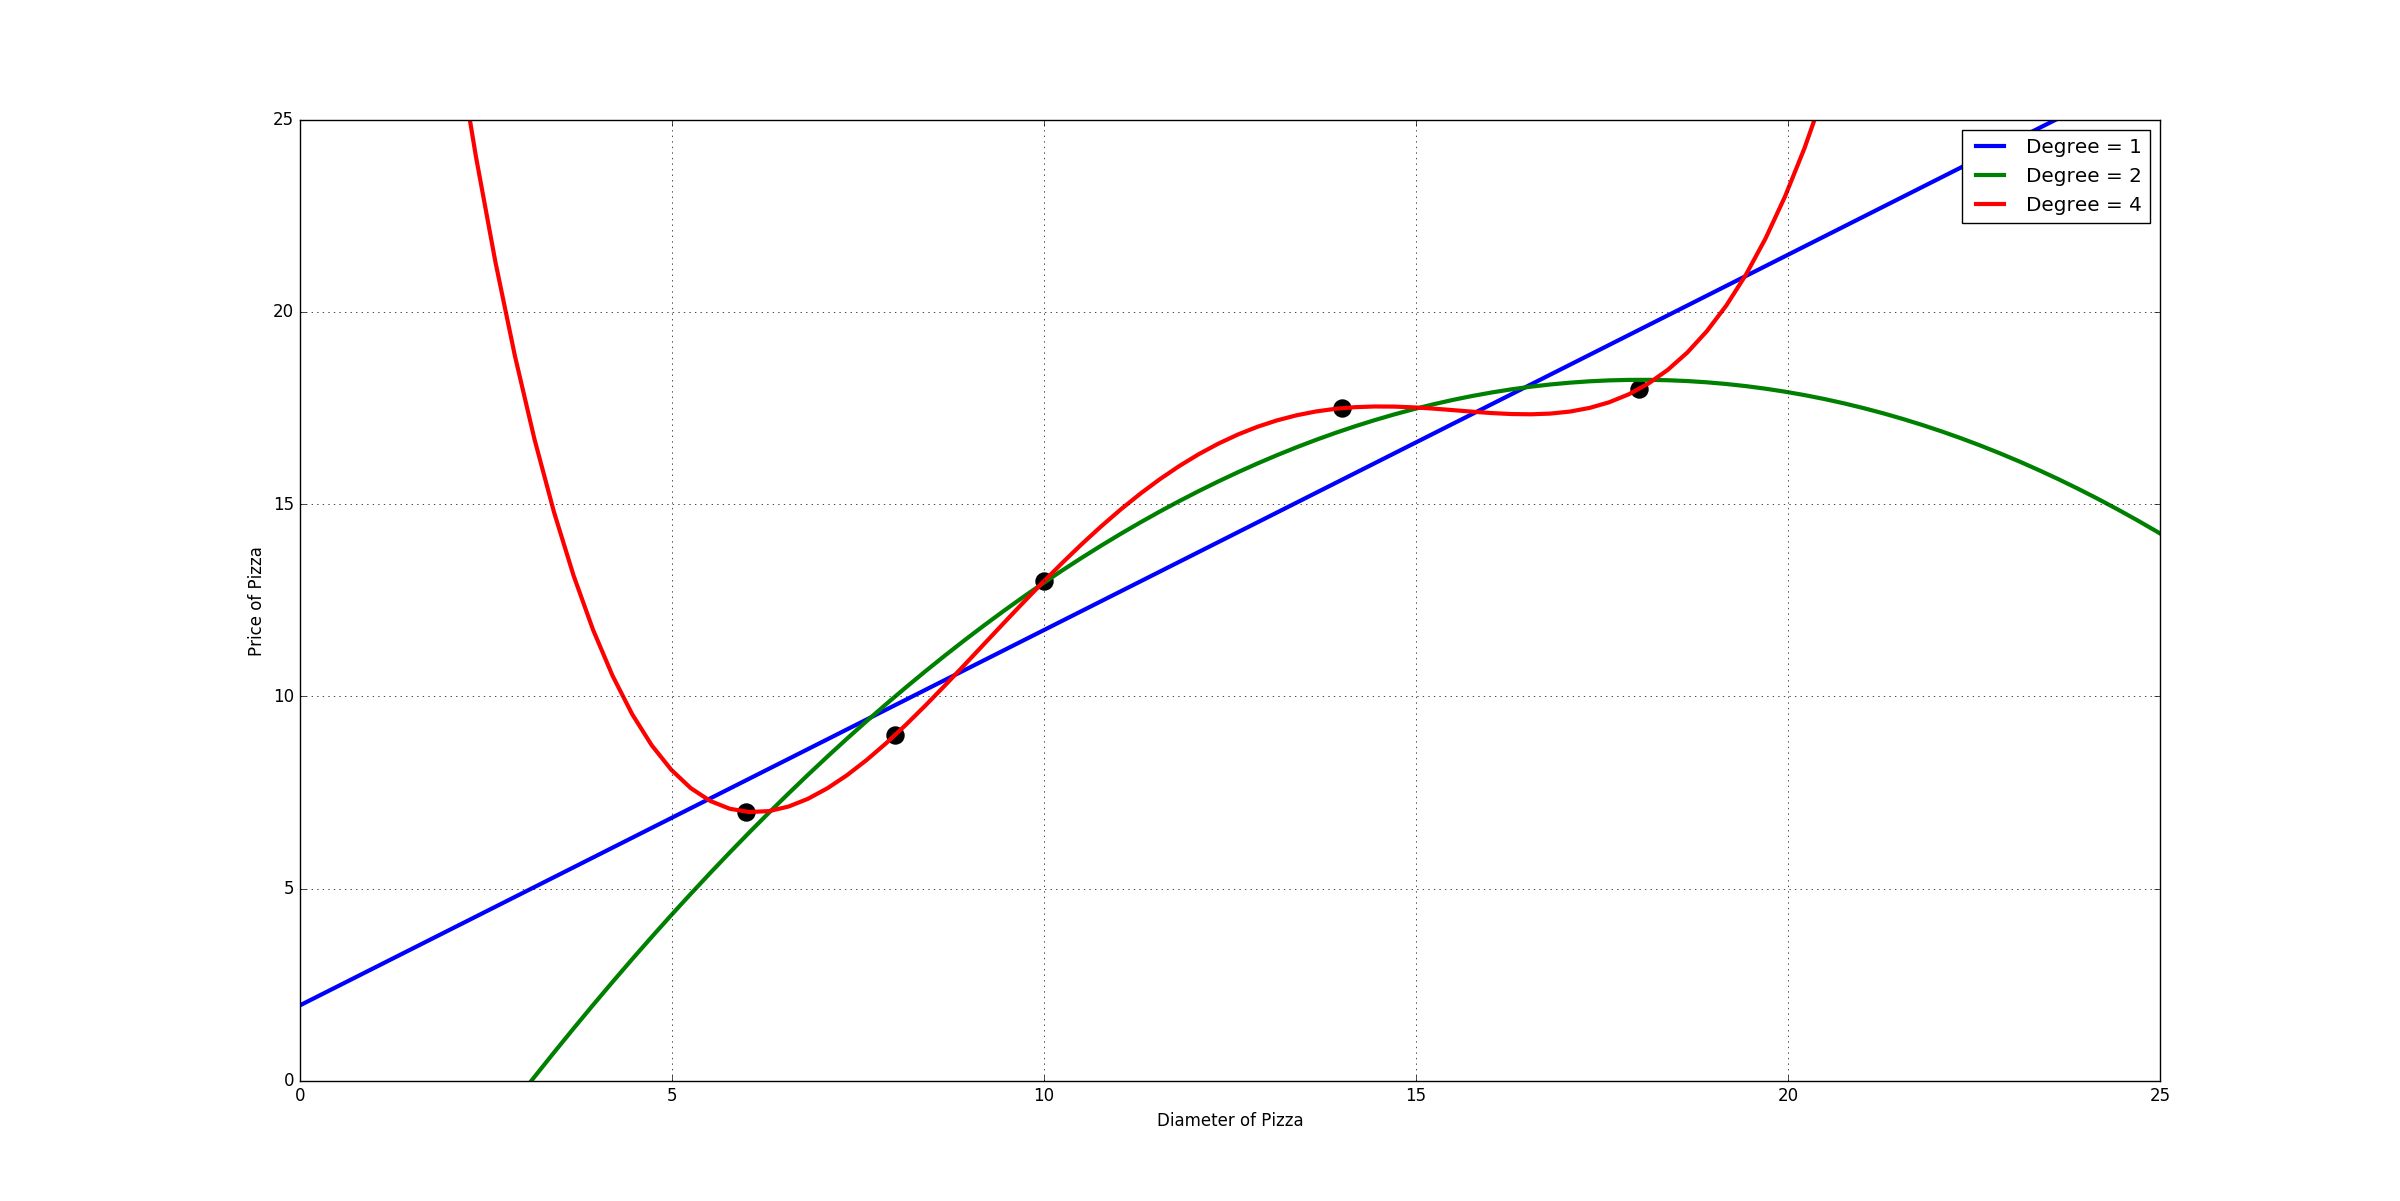 25
20
15
10
5
0
Price of Pizza
0 5 10 15 20 25
Diameter of Pizza
Degree = 1
Degree = 2
Degree = 4